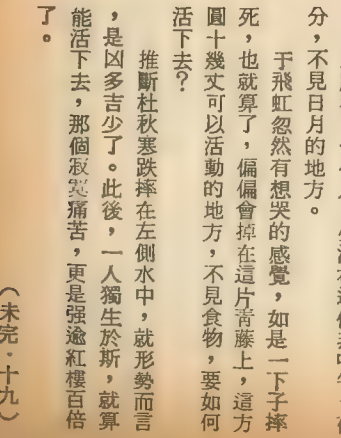 分，不見日月的地方。
于飛虹忽然有想哭的感覺，如是一下子摔
死，也就算了，偏偏會掉在這片靑藤上，這方
圓十幾丈可以活動的地方，不見食物，要如何
活下去？
推斷杜秋寒跌摔在左側水中，就形勢而言
，是凶多吉少了。此後，一人獨生於斯，就算
能活下去，那個寂寞痛苦，更是强逾紅樓百倍
了。
（未完·十九）